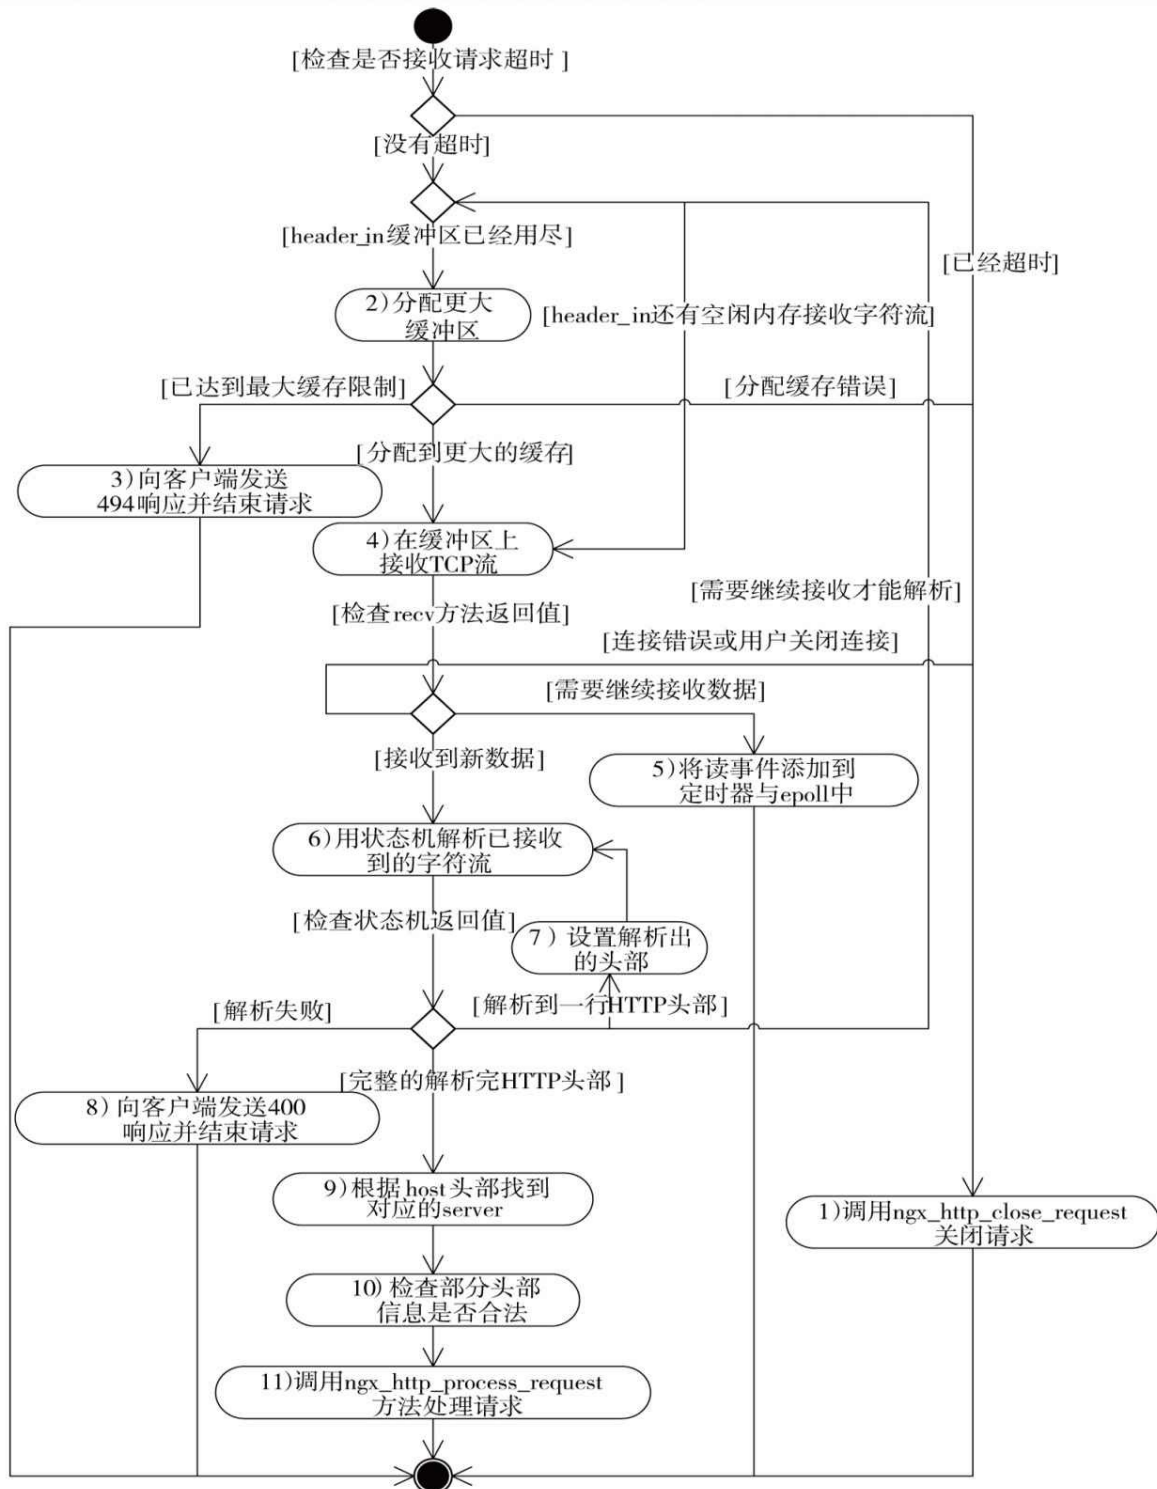 [检查是否接收请求超时 ]
[没有超时]
[header_in缓冲区已经用尽]
[已经超时]
2)分配更大
缓冲区
[header_in还有空闲内存接收字符流]
[已达到最大缓存限制]
[分配缓存错误]
[分配到更大的缓存]
3)向客户端发送
494响应并结束请求
4)在缓冲区上
接收TCP流
[需要继续接收才能解析]
[检查recv方法返回值]
[连接错误或用户关闭连接]
[需要继续接收数据]
[接收到新数据]
5)将读事件添加到
定时器与epoll中
6)用状态机解析已接收
到的字符流
[检查状态机返回值]
7) 设置解析出
的头部
[解析失败]
[解析到一行HTTP头部]
[完整的解析完HTTP头部 ]
8) 向客户端发送400
响应并结束请求
9)根据 host 头部找到
对应的server
1)调用ngx_http_close_request
关闭请求
10) 检查部分头部
信息是否合法
11)调用ngx_http_process_request
方法处理请求